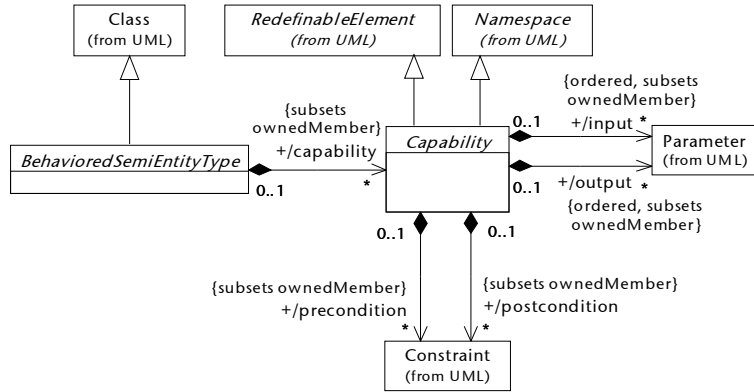 Class
(from UML)
RedefinableElement
(from UML)
Namespace
(from UML)
BehavioredSemiEntityType
0..1
{subsets
ownedMember}
+/capability
*
Capability
0..1
{ordered, subsets
ownedMember}
+/input
*
0..1
+/output
*
{ordered, subsets
ownedMember}
Parameter
(from UML)
0..1
{subsets ownedMember}
+/precondition
*
0..1
{subsets ownedMember}
+/postcondition
*
Constraint
(from UML)